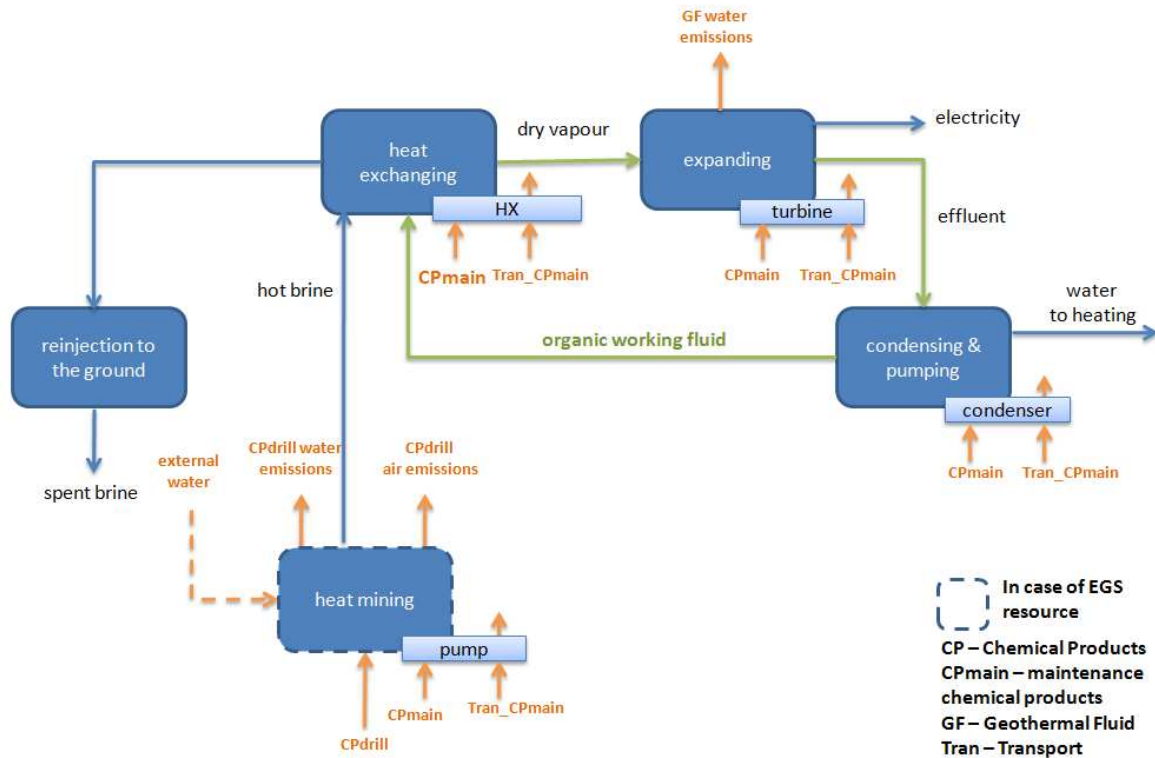 GF water
emissions
dry vapour
electricity
heat
exchanging
expanding
HX
turbine
effluent
CPmain
Tran_CPmain
CPmain
Tran_CPmain
hot brine
water
to heating
reinjection to
the ground
organic working fluid
condensing &
pumping
condenser
CPdrill water
emissions
CPdrill
air emissions
external
water
CPmain
Tran_CPmain
spent brine
heat mining
In case of EGS
resource
pump
CP – Chemical Products
CPmain – maintenance
chemical products
CPmain
Tran_CPmain
GF – Geothermal Fluid
CPdrill
Tran – Transport